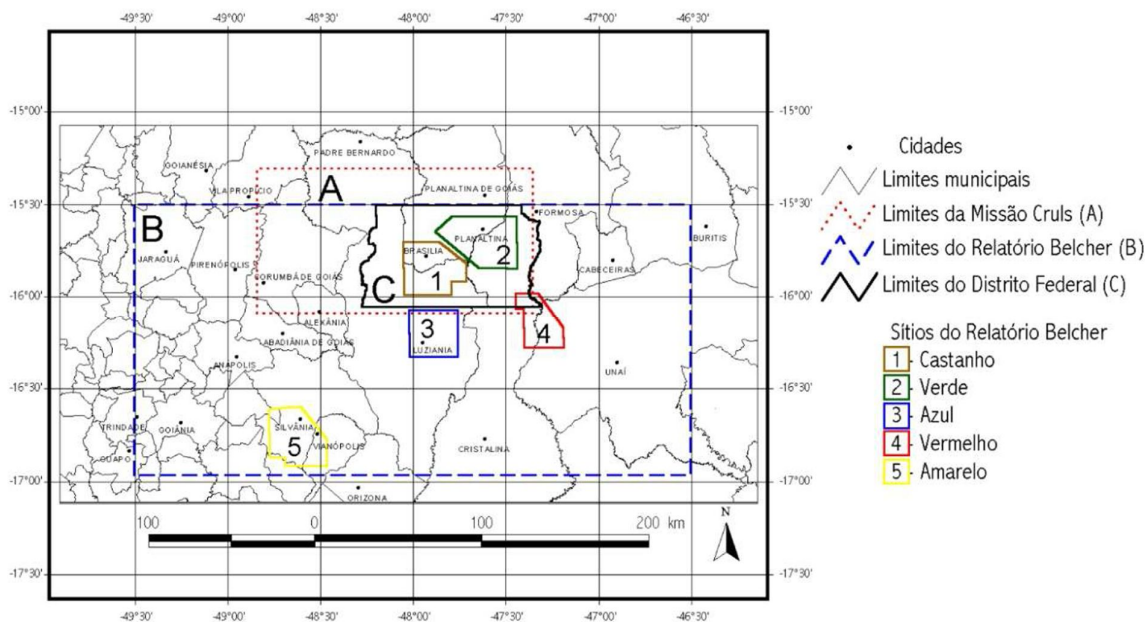 -49°30' -49°00' -48°30' -48°00' -47°30' -47°00' -46°30'
-15°00' -15°00'
PADRE BERNARDO
GOIANÉSIA
VILA PROPÍCIO
A
PLANALTINA DE GOIÁS
-15°30' -15°30'
FORMOSA
B
BURITIS
PLANALTINA
BRASILIA
2
JARAGUÁ
PIRENÓPOLIS
CABECEIRAS
CORUMBÁ DE GOIÁS
C
1
-16°00' -16°00'
ALEXÂNIA
3
4
ABADIÂNIA DE GOIÁS
LUZIANIA
ANAPOLIS
UNAÍ
-16°30' -16°30'
TRINDADE
GOIÂNIA
SILVÂNIA
5
VIANÓPOLIS
CRISTALINA
GUAPO
-17°00' -17°00'
ORIZONA
100 0 100 200 km
N
-17°30' -17°30'
-49°30' -49°00' -48°30' -48°00' -47°30' -47°00' -46°30'
Cidades
Limites municipais
Limites da Missão Cruls (A)
Limites do Relatório Belcher (B)
Limites do Distrito Federal (C)
Sítios do Relatório Belcher
1 - Castanho
2 - Verde
3 - Azul
4 - Vermelho
5 - Amarelo